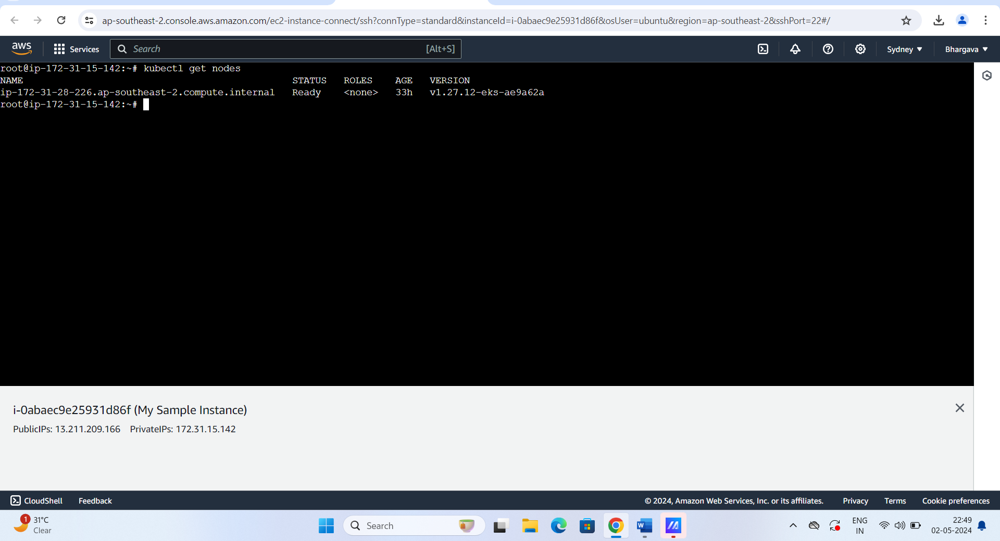 ap-southeast-2.console.aws.amazon.com/ec2-instance-connect/ssh?connType=standard&instanceId=i-0abaec9e25931d86f&osUser=ubuntu&region=ap-southeast-2&sshPort=22#/
aws Services Search [Alt+S] Sydney Bhargava
root@ip-172-31-15-142:~# kubectl get nodes
NAME STATUS ROLES AGE VERSION
ip-172-31-28-226.ap-southeast-2.compute.internal Ready <none> 33h v1.27.12-eks-ae9a62a
root@ip-172-31-15-142:~#
i-0abaec9e25931d86f (My Sample Instance)
PublicIPs: 13.211.209.166 PrivateIPs: 172.31.15.142
CloudShell Feedback © 2024, Amazon Web Services, Inc. or its affiliates. Privacy Terms Cookie preferences
1 31°C
Clear
Search
W
ENG
IN
22:49
02-05-2024